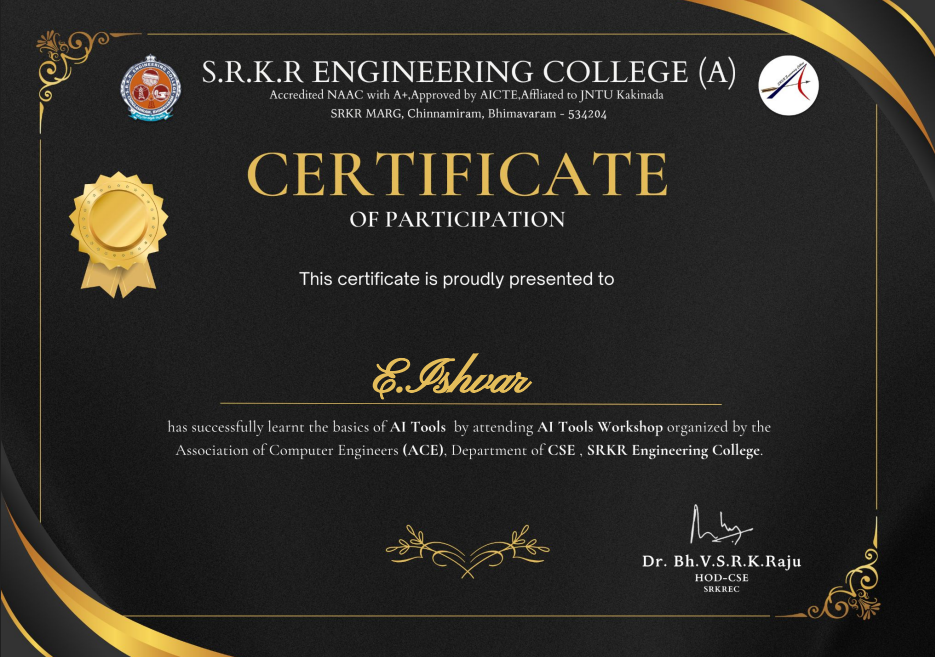 S.R.K.R ENGINEERING COLLEGE (A)
Accredited NAAC with A+,Approved by AICTE,Affliated to JNTU Kakinada
SRKR MARG, Chinnamiram, Bhimavaram - 534204
CERTIFICATE
OF PARTICIPATION
This certificate is proudly presented to
E.Ishvar
has successfully learnt the basics of AI Tools by attending AI Tools Workshop organized by the
Association of Computer Engineers (ACE), Department of CSE , SRKR Engineering College.
Dr. Bh.V.S.R.K.Raju
HOD-CSE
SRKREC